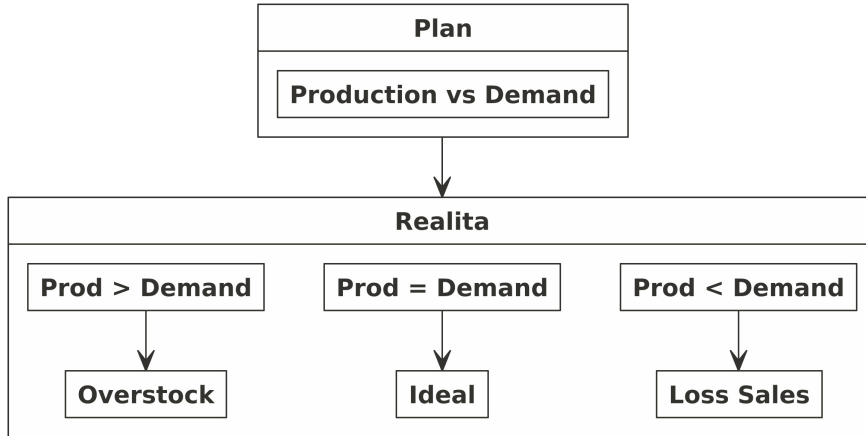 Plan
Production vs Demand
Realita
Prod > Demand
Prod = Demand
Prod < Demand
Overstock
Ideal
Loss Sales